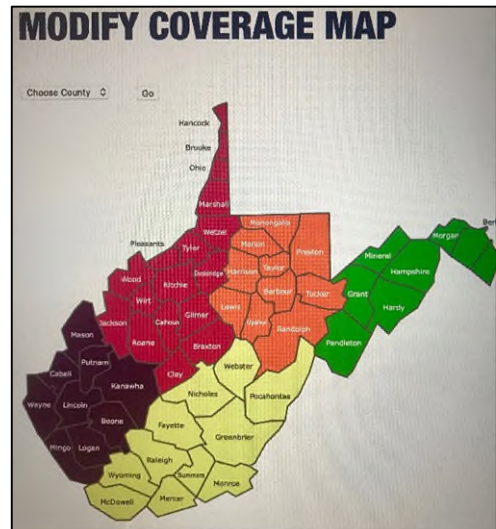 MODIFY COVERAGE MAP
Choose County
Go
Hancock
Brooke
Ohio
Marshall
Wetzel
Monongalia
Marion
Preston
Pleasants
Tyler
Wood
Ritchie
Doddridge
Harrison
Taylor
Barbour
Tucker
Mineral
Morgan
Hampshire
Grant
Hardy
Pendleton
Wirt
Jackson
Roane
Calhoun
Gilmer
Lewis
Upshur
Randolph
Braxton
Clay
Mason
Putnam
Cabell
Kanawha
Wayne
Lincoln
Boone
Mingo
Logan
Webster
Nicholas
Pocahontas
Fayette
Greenbrier
Raleigh
Wyoming
Summers
McDowell
Mercer
Monroe